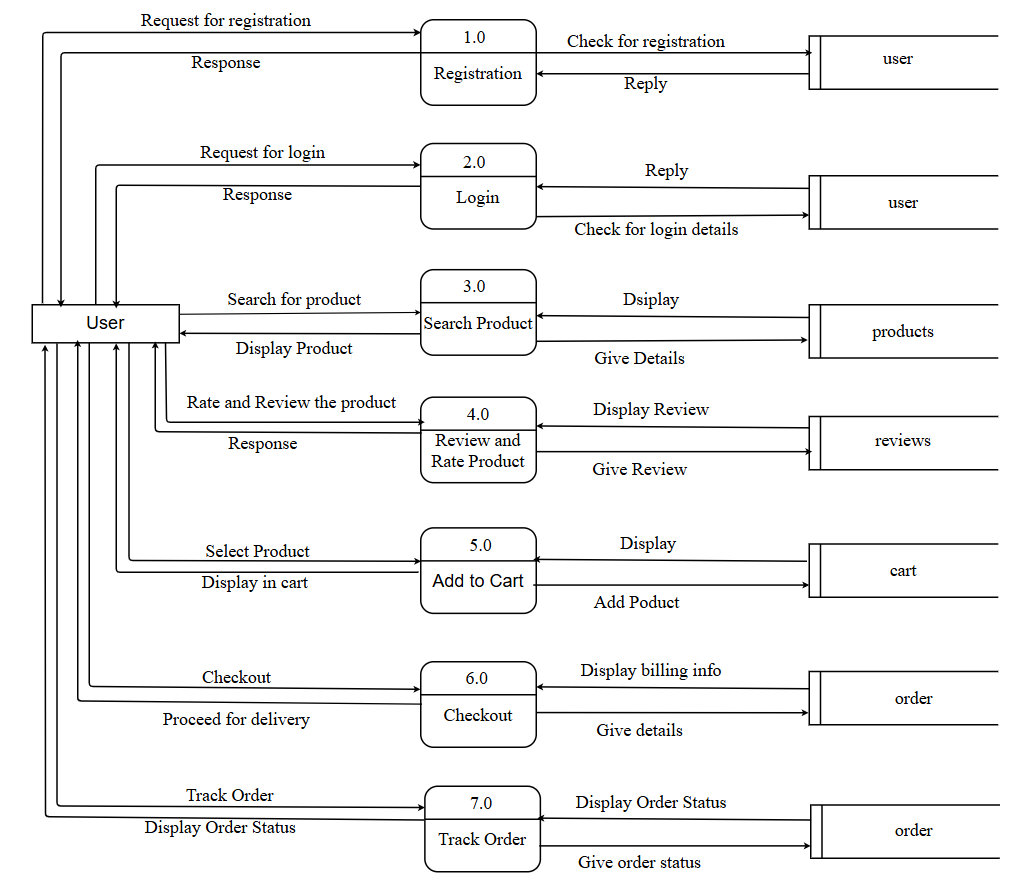 Request for registration
1.0
Check for registration
user
Response
Registration
Reply
Request for login
2.0
Reply
Response
Login
user
Check for login details
Search for product
3.0
Dsiplay
User
Search Product
products
Display Product
Give Details
Rate and Review the product
4.0
Display Review
Response
Review and
Rate Product
reviews
Give Review
Select Product
5.0
Display
Display in cart
Add to Cart
cart
Add Poduct
Checkout
6.0
Display billing info
Proceed for delivery
Checkout
order
Give details
Track Order
7.0
Display Order Status
Display Order Status
Track Order
order
Give order status